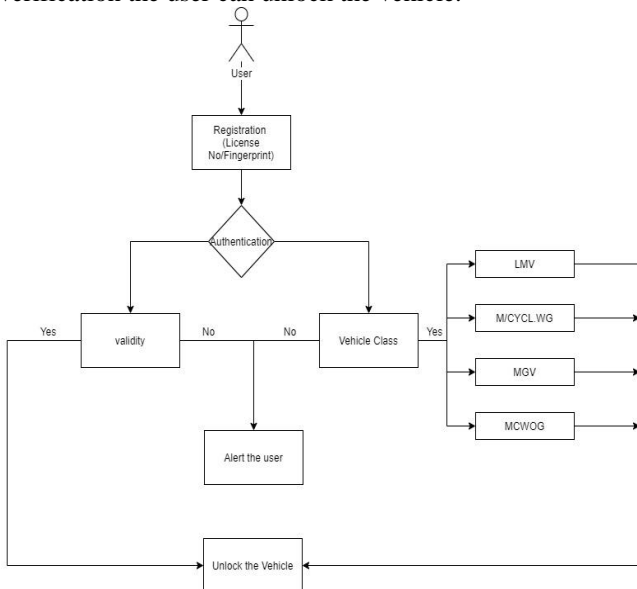 verification the user can unlock the vehicle.
User
Registration
(License
No/Fingerprint)
Authentication
LMV
Yes
validity
No
No
Vehicle Class
Yes
M/CYCL.WG
MGV
MCWOG
Alert the user
Unlock the Vehicle